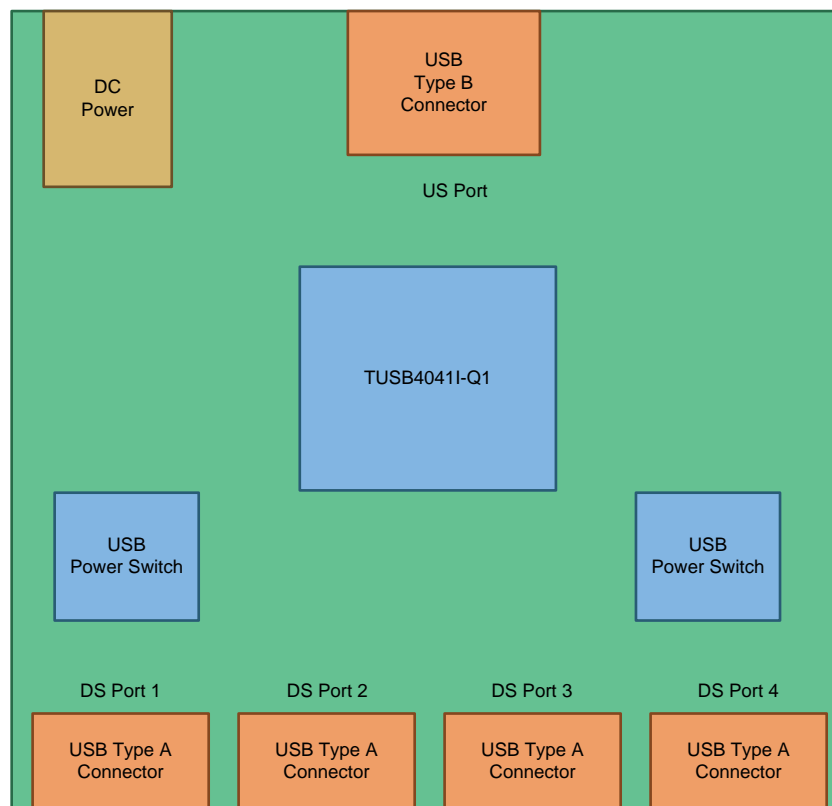 DC
Power
USB
Type B
Connector
US Port
TUSB4041I-Q1
USB
Power Switch
USB
Power Switch
DS Port 1
DS Port 2
DS Port 3
DS Port 4
USB Type A
Connector
USB Type A
Connector
USB Type A
Connector
USB Type A
Connector